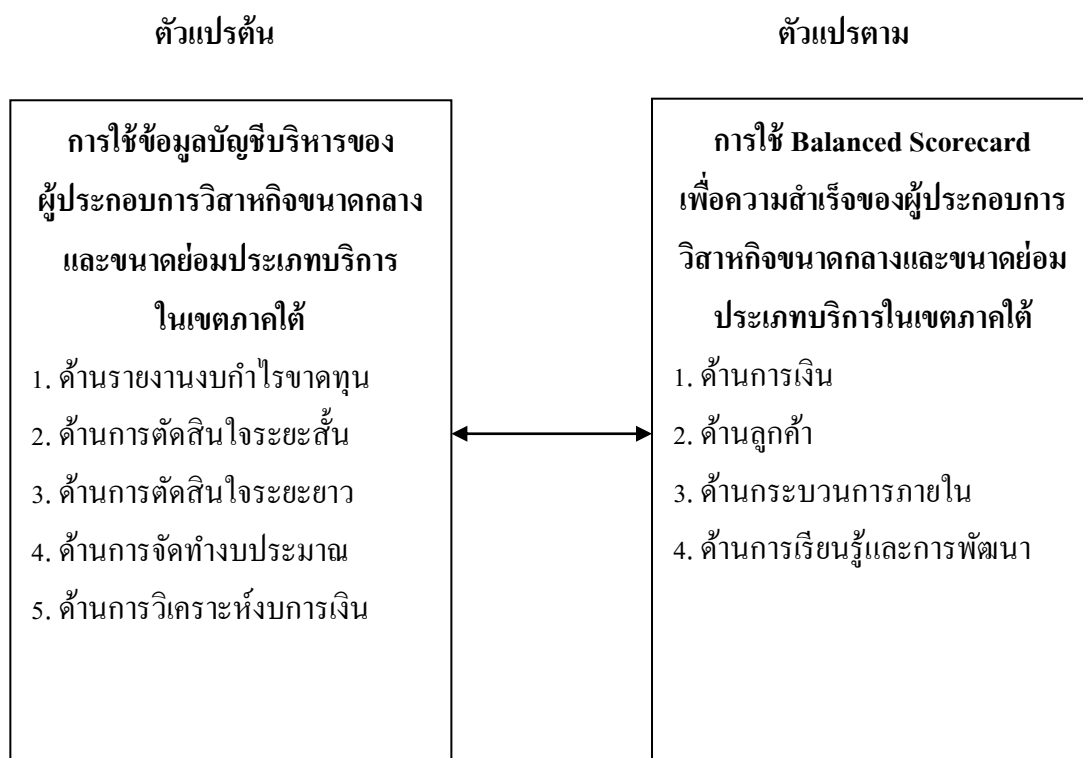 ตัวแปรต้น
ตัวแปรตาม
การใช้ข้อมูลบัญชีบริหารของ
ผู้ประกอบการวิสาหกิจขนาดกลาง
และขนาดย่อมประเภทบริการ
ในเขตภาคใต้
1. ด้านรายงานงบกำไรขาดทุน
2. ด้านการตัดสินใจระยะสั้น
3. ด้านการตัดสินใจระยะยาว
4. ด้านการจัดทำงบประมาณ
5. ด้านการวิเคราะห์งบการเงิน
การใช้ Balanced Scorecard
เพื่อความสำเร็จของผู้ประกอบการ
วิสาหกิจขนาดกลางและขนาดย่อม
ประเภทบริการในเขตภาคใต้
1. ด้านการเงิน
2. ด้านลูกค้า
3. ด้านกระบวนการภายใน
4. ด้านการเรียนรู้และการพัฒนา